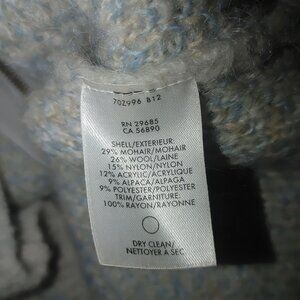 70Z996 812
RN 29685
CA 56890
SHELL/EXTERIEUR:
29% MOHAIR/MOHAIR
26% WOOL/LAINE
15% NYLON/NYLON
12% ACRYLIC/ACRYLIQUE
9% ALPACA/ALPAGA
9% POLYESTER/POLYESTER
TRIM/GARNITURE:
100% RAYON/RAYONNE
DRY CLEAN/
NETTOYER À SEC